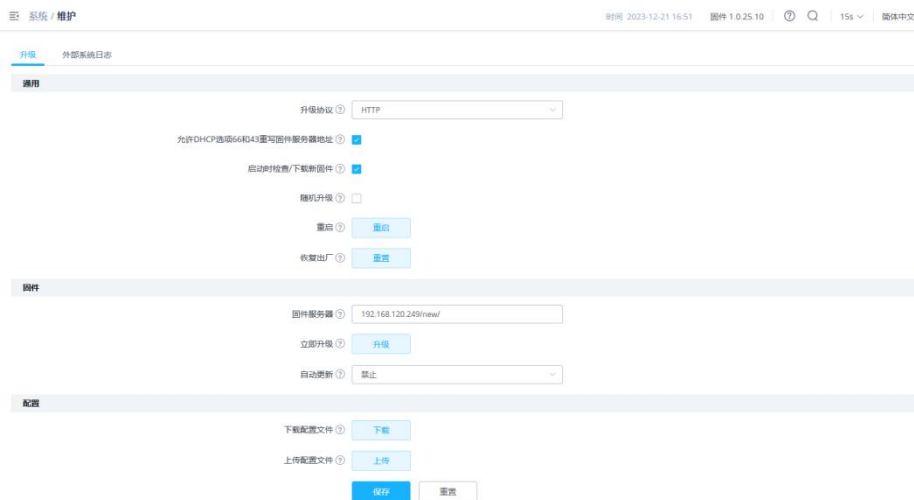 系统 / 维护 时间 2023-12-21 16:51 固件 1.0.25.10 15s 简体中文
升级 外部系统日志
通用
升级协议 HTTP
允许DHCP选项66和43重写固件服务器地址
启动时检查/下载新固件
随机升级
重启 重启
恢复出厂 重置
固件
固件服务器 192.168.120.249/new/
立即升级 升级
自动更新 禁止
配置
下载配置文件 下载
上传配置文件 上传
保存 重置